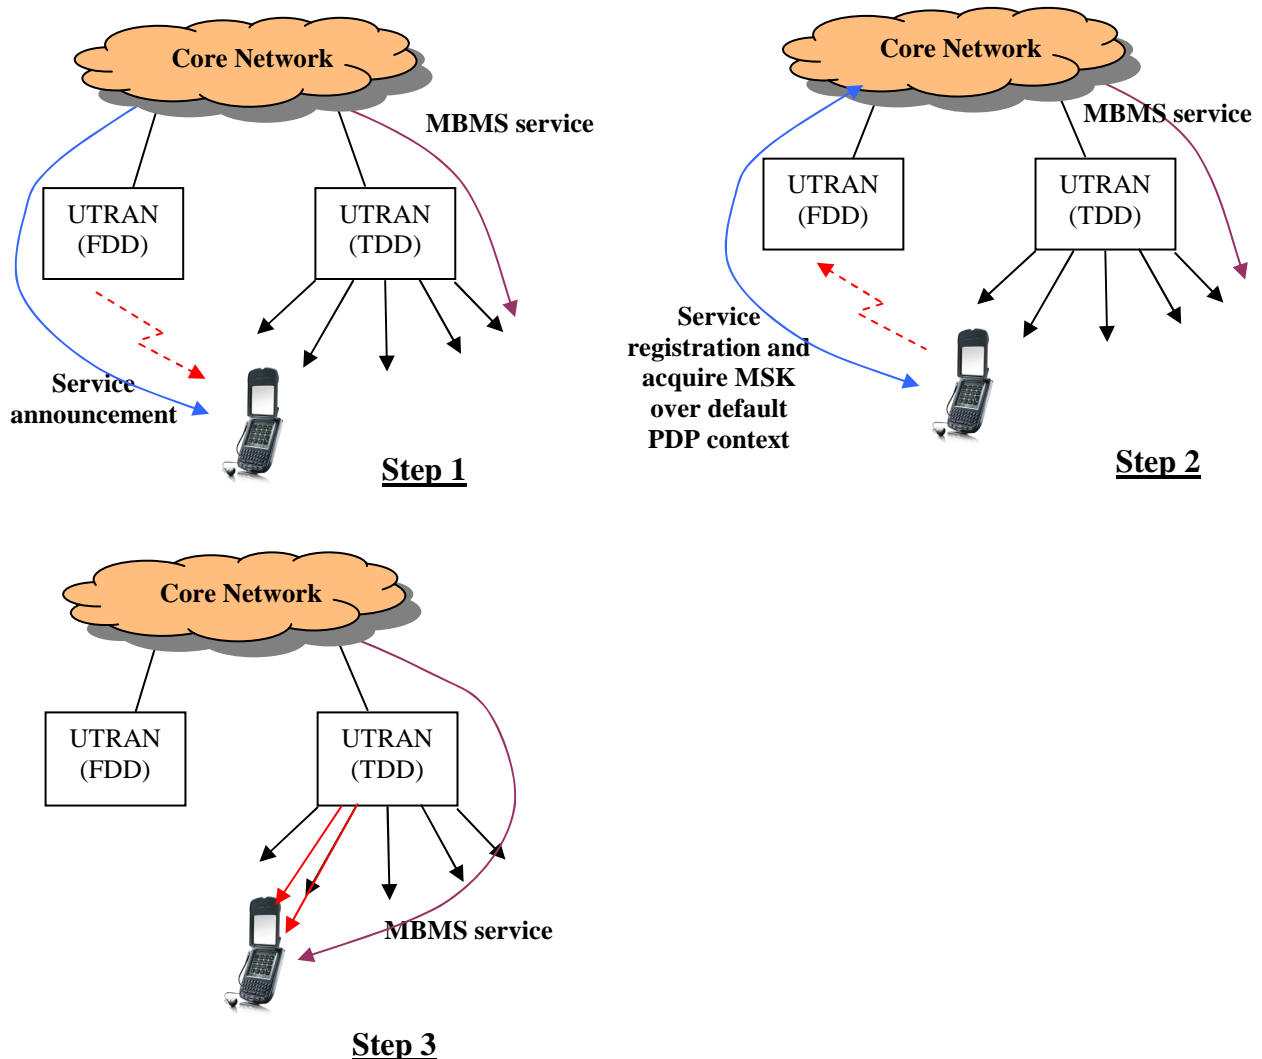 Core Network
MBMS service
UTRAN
(FDD)
UTRAN
(TDD)
Service
announcement
Step 1
Core Network
MBMS service
UTRAN
(FDD)
UTRAN
(TDD)
Service
registration and
acquire MSK
over default
PDP context
Step 2
Core Network
UTRAN
(FDD)
UTRAN
(TDD)
MBMS service
Step 3